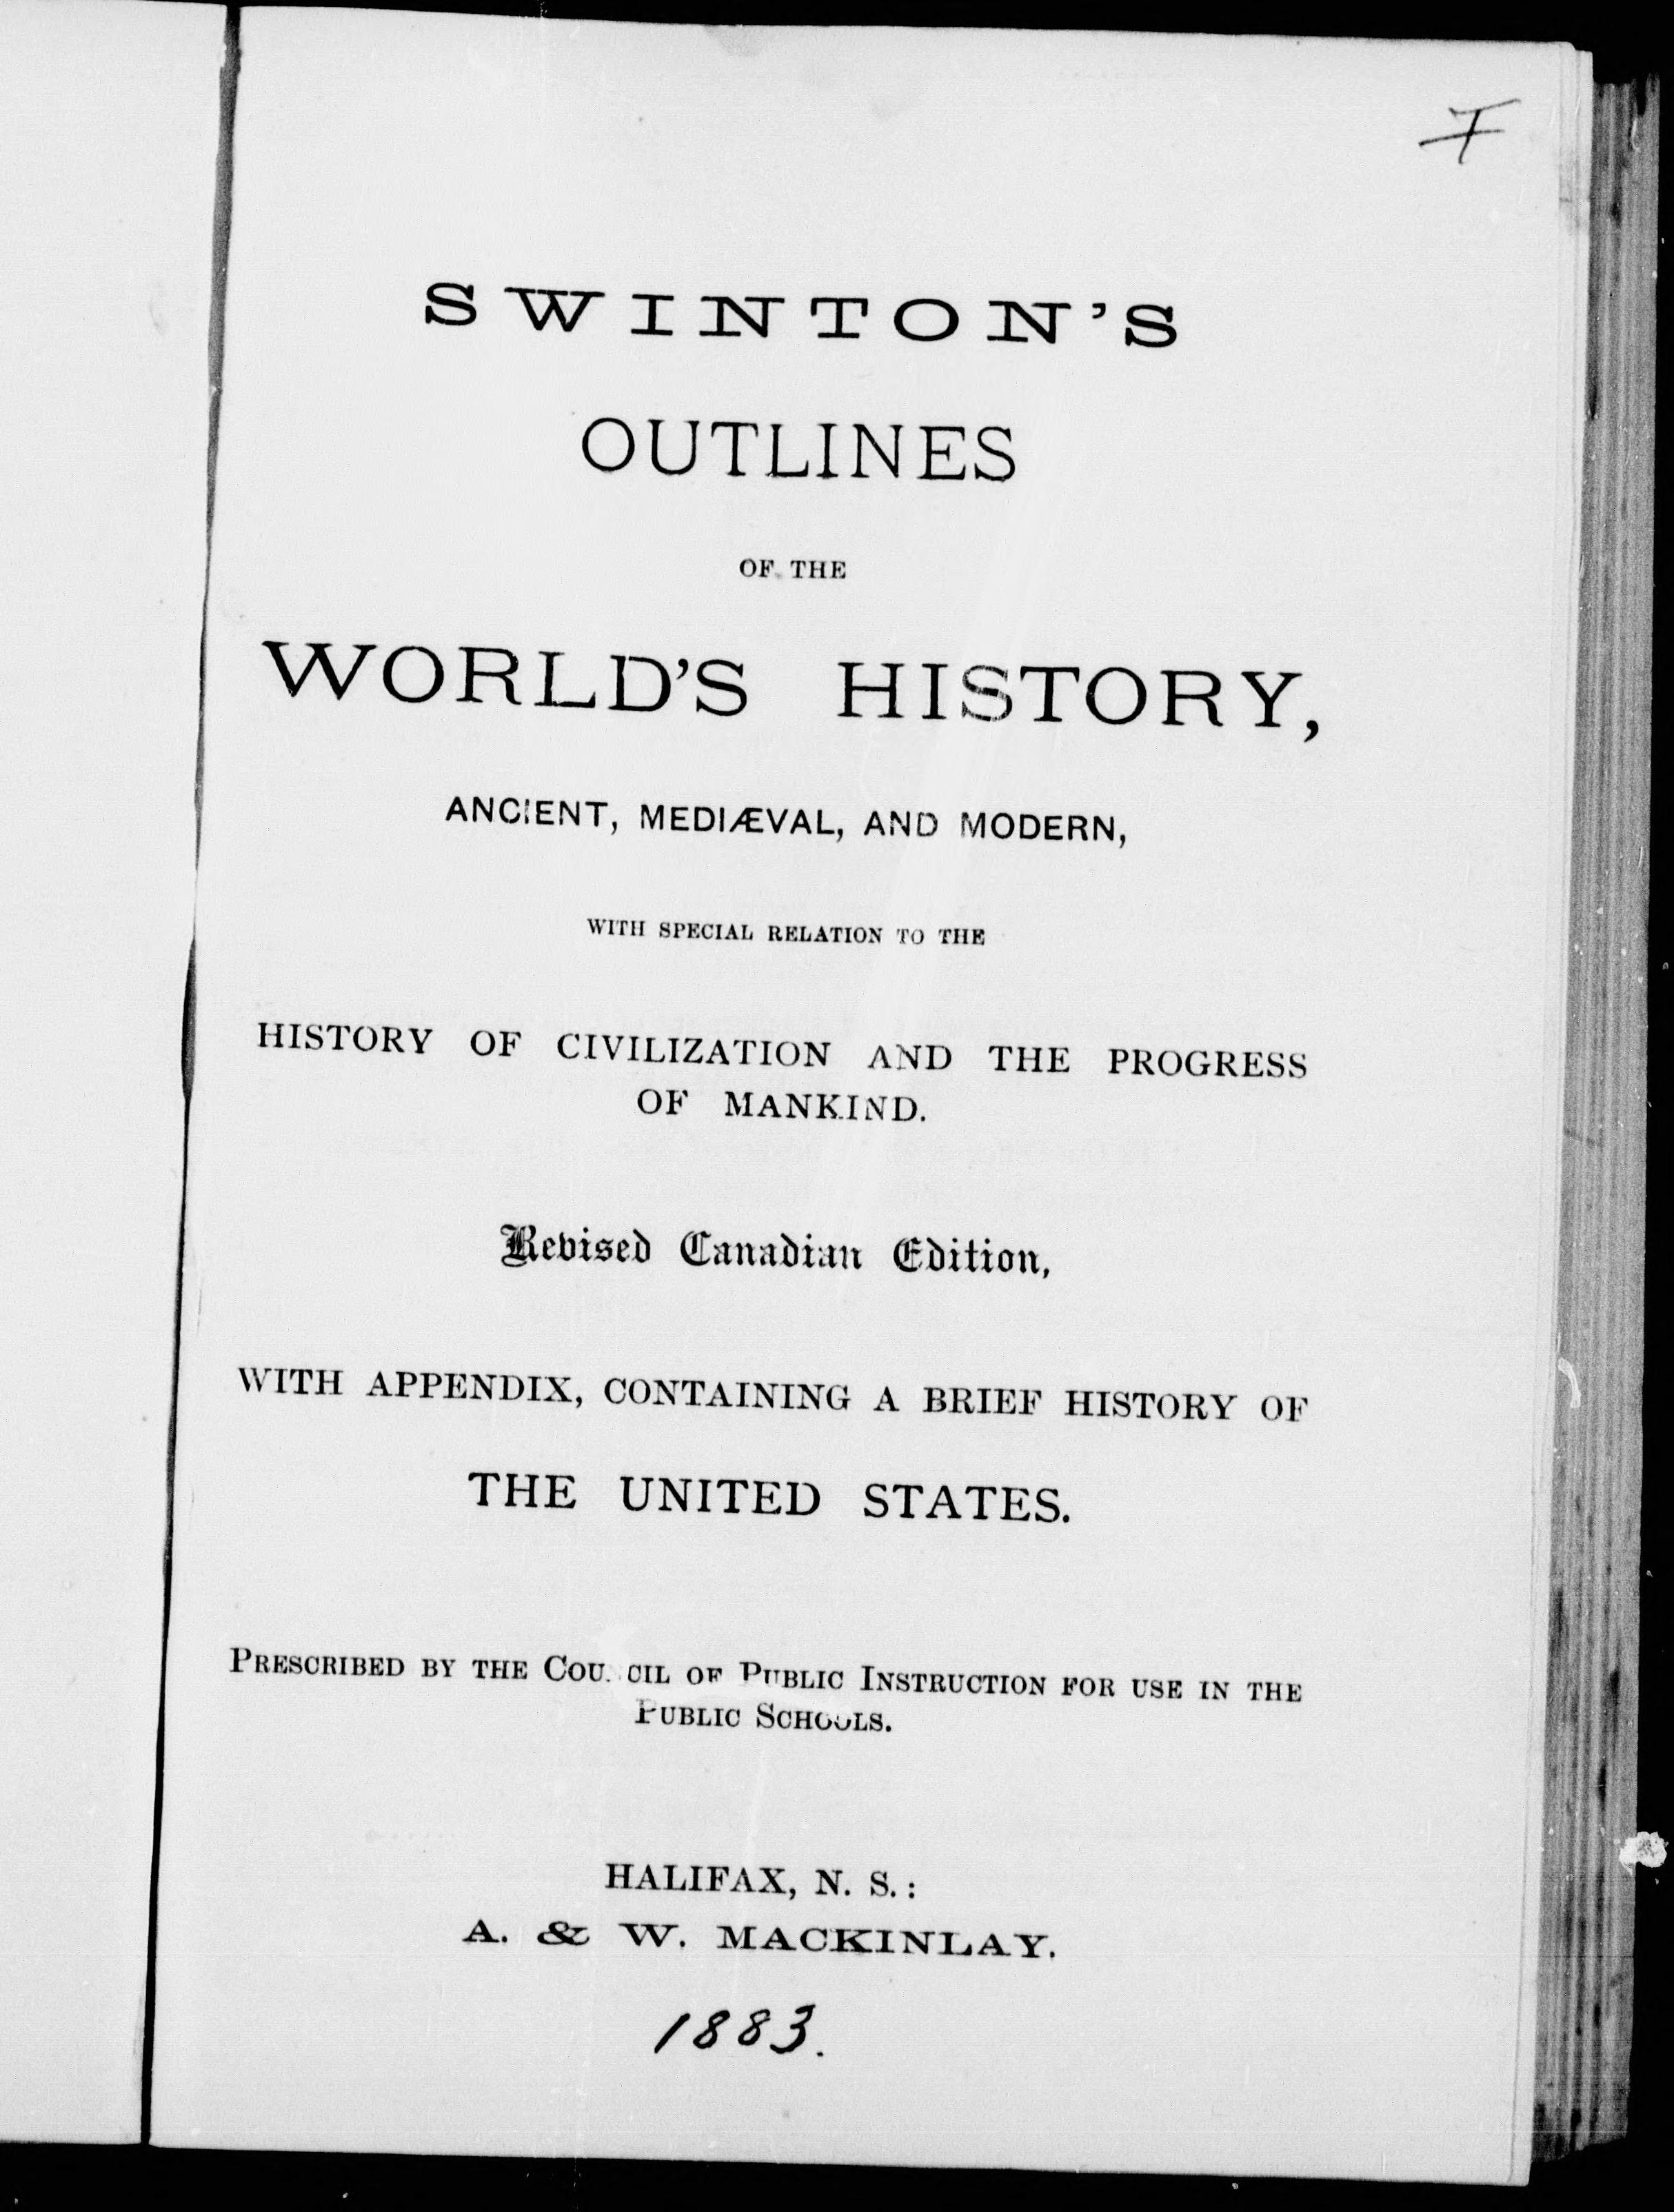 SWINTON'S
OUTLINES
OF THE
WORLD'S HISTORY,
ANCIENT, MEDIÆVAL, AND MODERN,
WITH SPECIAL RELATION TO THE
HISTORY OF CIVILIZATION AND THE PROGRESS
OF MANKIND.
Revised Canadian Edition,
WITH APPENDIX, CONTAINING A BRIEF HISTORY OF
THE UNITED STATES.
PRESCRIBED BY THE COUNCIL OF PUBLIC INSTRUCTION FOR USE IN THE
PUBLIC SCHOOLS.
HALIFAX, N. S.:
A. & W. MACKINLAY.
1883.